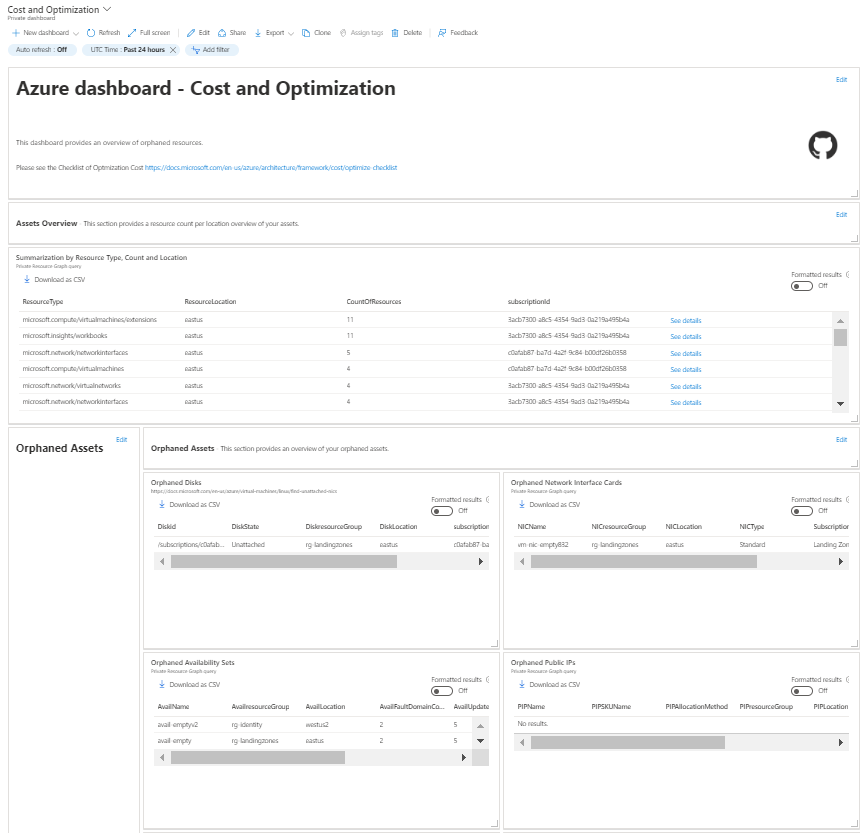 Cost and Optimization
Private dashboard
New dashboard Refresh Full screen Edit Share Export Clone Assign tags Delete Feedback
Auto refresh : Off UTC Time : Past 24 hours Add filter
Azure dashboard - Cost and Optimization
Edit
This dashboard provides an overview of orphaned resources.
Please see the Checklist of Optmization Cost https://docs.microsoft.com/en-us/azure/architecture/framework/cost/optimize-checklist
Edit
Assets Overview - This section provides a resource count per location overview of your assets.
Summarization by Resource Type, Count and Location
Private Resource Graph query
Download as CSV
Formatted results
Off
ResourceType ResourceLocation CountOfResources subscriptionId
microsoft.compute/virtualmachines/extensions eastus 11 3acb7300-a8c5-4354-9ad3-0a219a495b4a See details
microsoft.insights/workbooks eastus 11 3acb7300-a8c5-4354-9ad3-0a219a495b4a See details
microsoft.network/networkinterfaces eastus 5 c0afab87-ba7d-4a2f-9c84-b00df26b0358 See details
microsoft.compute/virtualmachines eastus 4 c0afab87-ba7d-4a2f-9c84-b00df26b0358 See details
microsoft.network/virtualnetworks eastus 4 3acb7300-a8c5-4354-9ad3-0a219a495b4a See details
microsoft.network/networkinterfaces eastus 4 3acb7300-a8c5-4354-9ad3-0a219a495b4a See details
Orphaned Assets
Edit
Orphaned Assets - This section provides an overview of your orphaned assets.
Edit
Orphaned Disks
https://docs.microsoft.com/en-us/azure/virtual-machines/linux/find-unattached-nics
Download as CSV
Formatted results
Off
DiskId DiskState DiskresourceGroup DiskLocation subscription
/subscriptions/c0afab... Unattached rg-landingzones eastus c0afab87-ba
Orphaned Network Interface Cards
Private Resource Graph query
Download as CSV
Formatted results
Off
NICName NICresourceGroup NICLocation NICType Subscription
vm-nic-empty832 rg-landingzones eastus Standard Landing Zon
Orphaned Availability Sets
Private Resource Graph query
Download as CSV
Formatted results
Off
AvailName AvailresourceGroup AvailLocation AvailFaultDomainCo... AvailUpdate
avail-emptyv2 rg-identity westus2 2 5
avail-empty rg-landingzones eastus 2 5
Orphaned Public IPs
Private Resource Graph query
Download as CSV
Formatted results
Off
PIPName PIPSKUName PIPAllocationMethod PIPresourceGroup PIPLocation
No results.